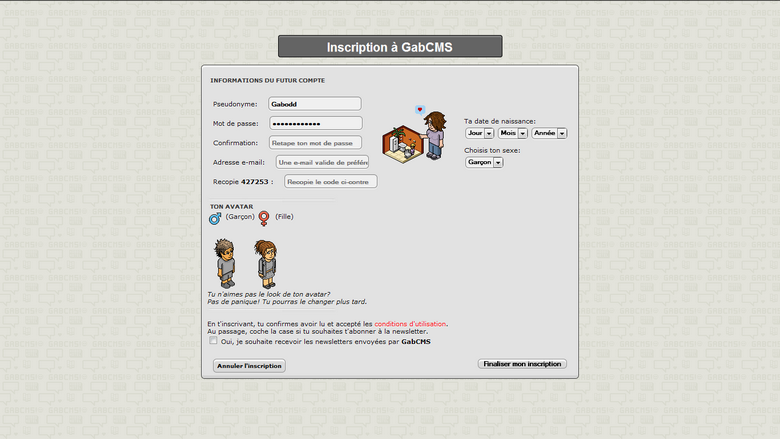 Inscription à GabCMS
INFORMATIONS DU FUTUR COMPTE
Pseudonyme: Gabodd
Mot de passe: ••••••••••••
Confirmation: Retape ton mot de passe
Adresse e-mail: Une e-mail valide de préfén
Recopie 427253 : Recopie le code ci-contre
Ta date de naissance:
Jour Mois Année
Choisis ton sexe:
Garçon
TON AVATAR
(Garçon) (Fille)
Tu n'aimes pas le look de ton avatar?
Pas de panique! Tu pourras le changer plus tard.
En t'inscrivant, tu confirmes avoir lu et accepté les conditions d'utilisation.
Au passage, coche la case si tu souhaites t'abonner à la newsletter.
Oui, je souhaite recevoir les newsletters envoyées par GabCMS
Annuler l'inscription
Finaliser mon inscription